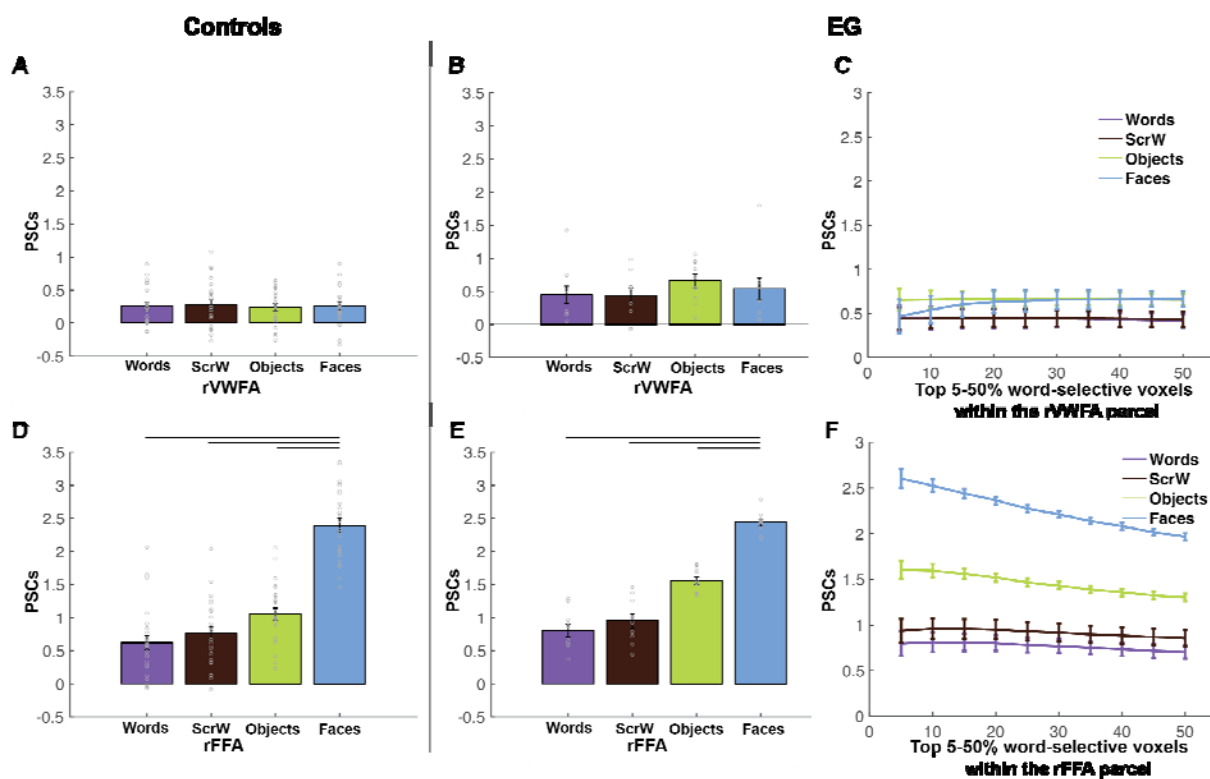 Controls
EG
A
3.5
3
2.5
2
1.5
1
0.5
0
-0.5
PSCs
Words ScrW Objects Faces
rVWFA
B
3.5
3
2.5
2
1.5
1
0.5
0
-0.5
PSCs
Words ScrW Objects Faces
rVWFA
C
3
2.5
2
1.5
1
0.5
0
PSCs
Words
ScrW
Objects
Faces
0 10 20 30 40 50
Top 5-50% word-selective voxels
within the rVWFA parcel
D
3.5
3
2.5
2
1.5
1
0.5
0
-0.5
PSCs
Words ScrW Objects Faces
rFFA
E
3.5
3
2.5
2
1.5
1
0.5
0
-0.5
PSCs
Words ScrW Objects Faces
rFFA
F
3
2.5
2
1.5
1
0.5
0
PSCs
Words
ScrW
Objects
Faces
0 10 20 30 40 50
Top 5-50% word-selective voxels
within the rFFA parcel